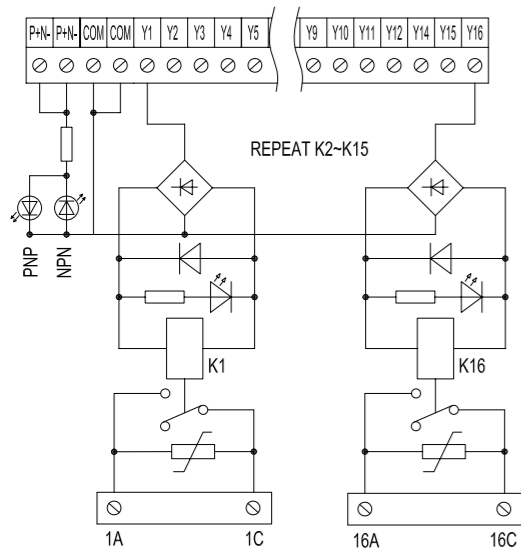 P+N- P+N- COM COM Y1 Y2 Y3 Y4 Y5 Y9 Y10 Y11 Y12 Y14 Y15 Y16
REPEAT K2~K15
PNP NPN
K1 K16
1A 1C 16A 16C